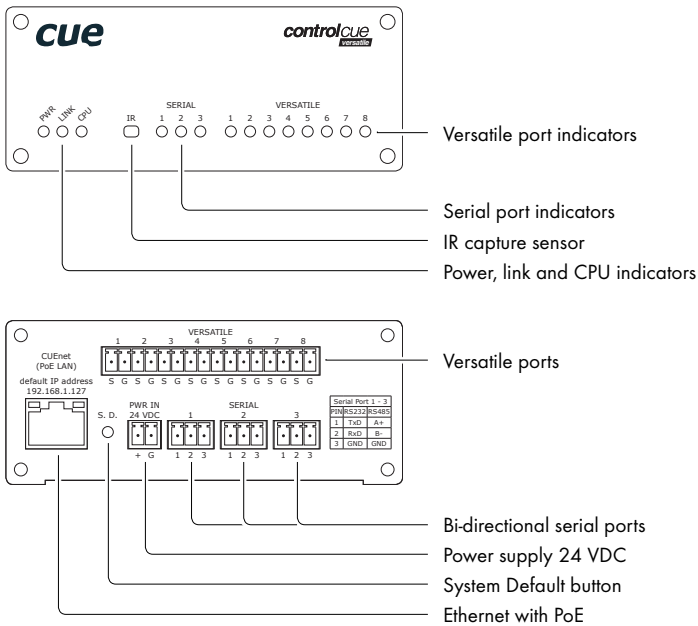 cue
controlcue
versatile
PWR LINK CPU
IR
SERIAL
1 2 3
VERSATILE
1 2 3 4 5 6 7 8
Versatile port indicators
Serial port indicators
IR capture sensor
Power, link and CPU indicators
VERSATILE
1 2 3 4 5 6 7 8
S G S G S G S G S G S G S G S G
Versatile ports
CUEnet
(PoE LAN)
default IP address
192.168.1.127
S. D.
PWR IN
24 VDC
+ G
SERIAL
1 2 3
1 2 3 1 2 3 1 2 3
Serial Port 1 - 3
PIN RS232 RS485
1 TxD A+
2 RxD B-
3 GND GND
Bi-directional serial ports
Power supply 24 VDC
System Default button
Ethernet with PoE